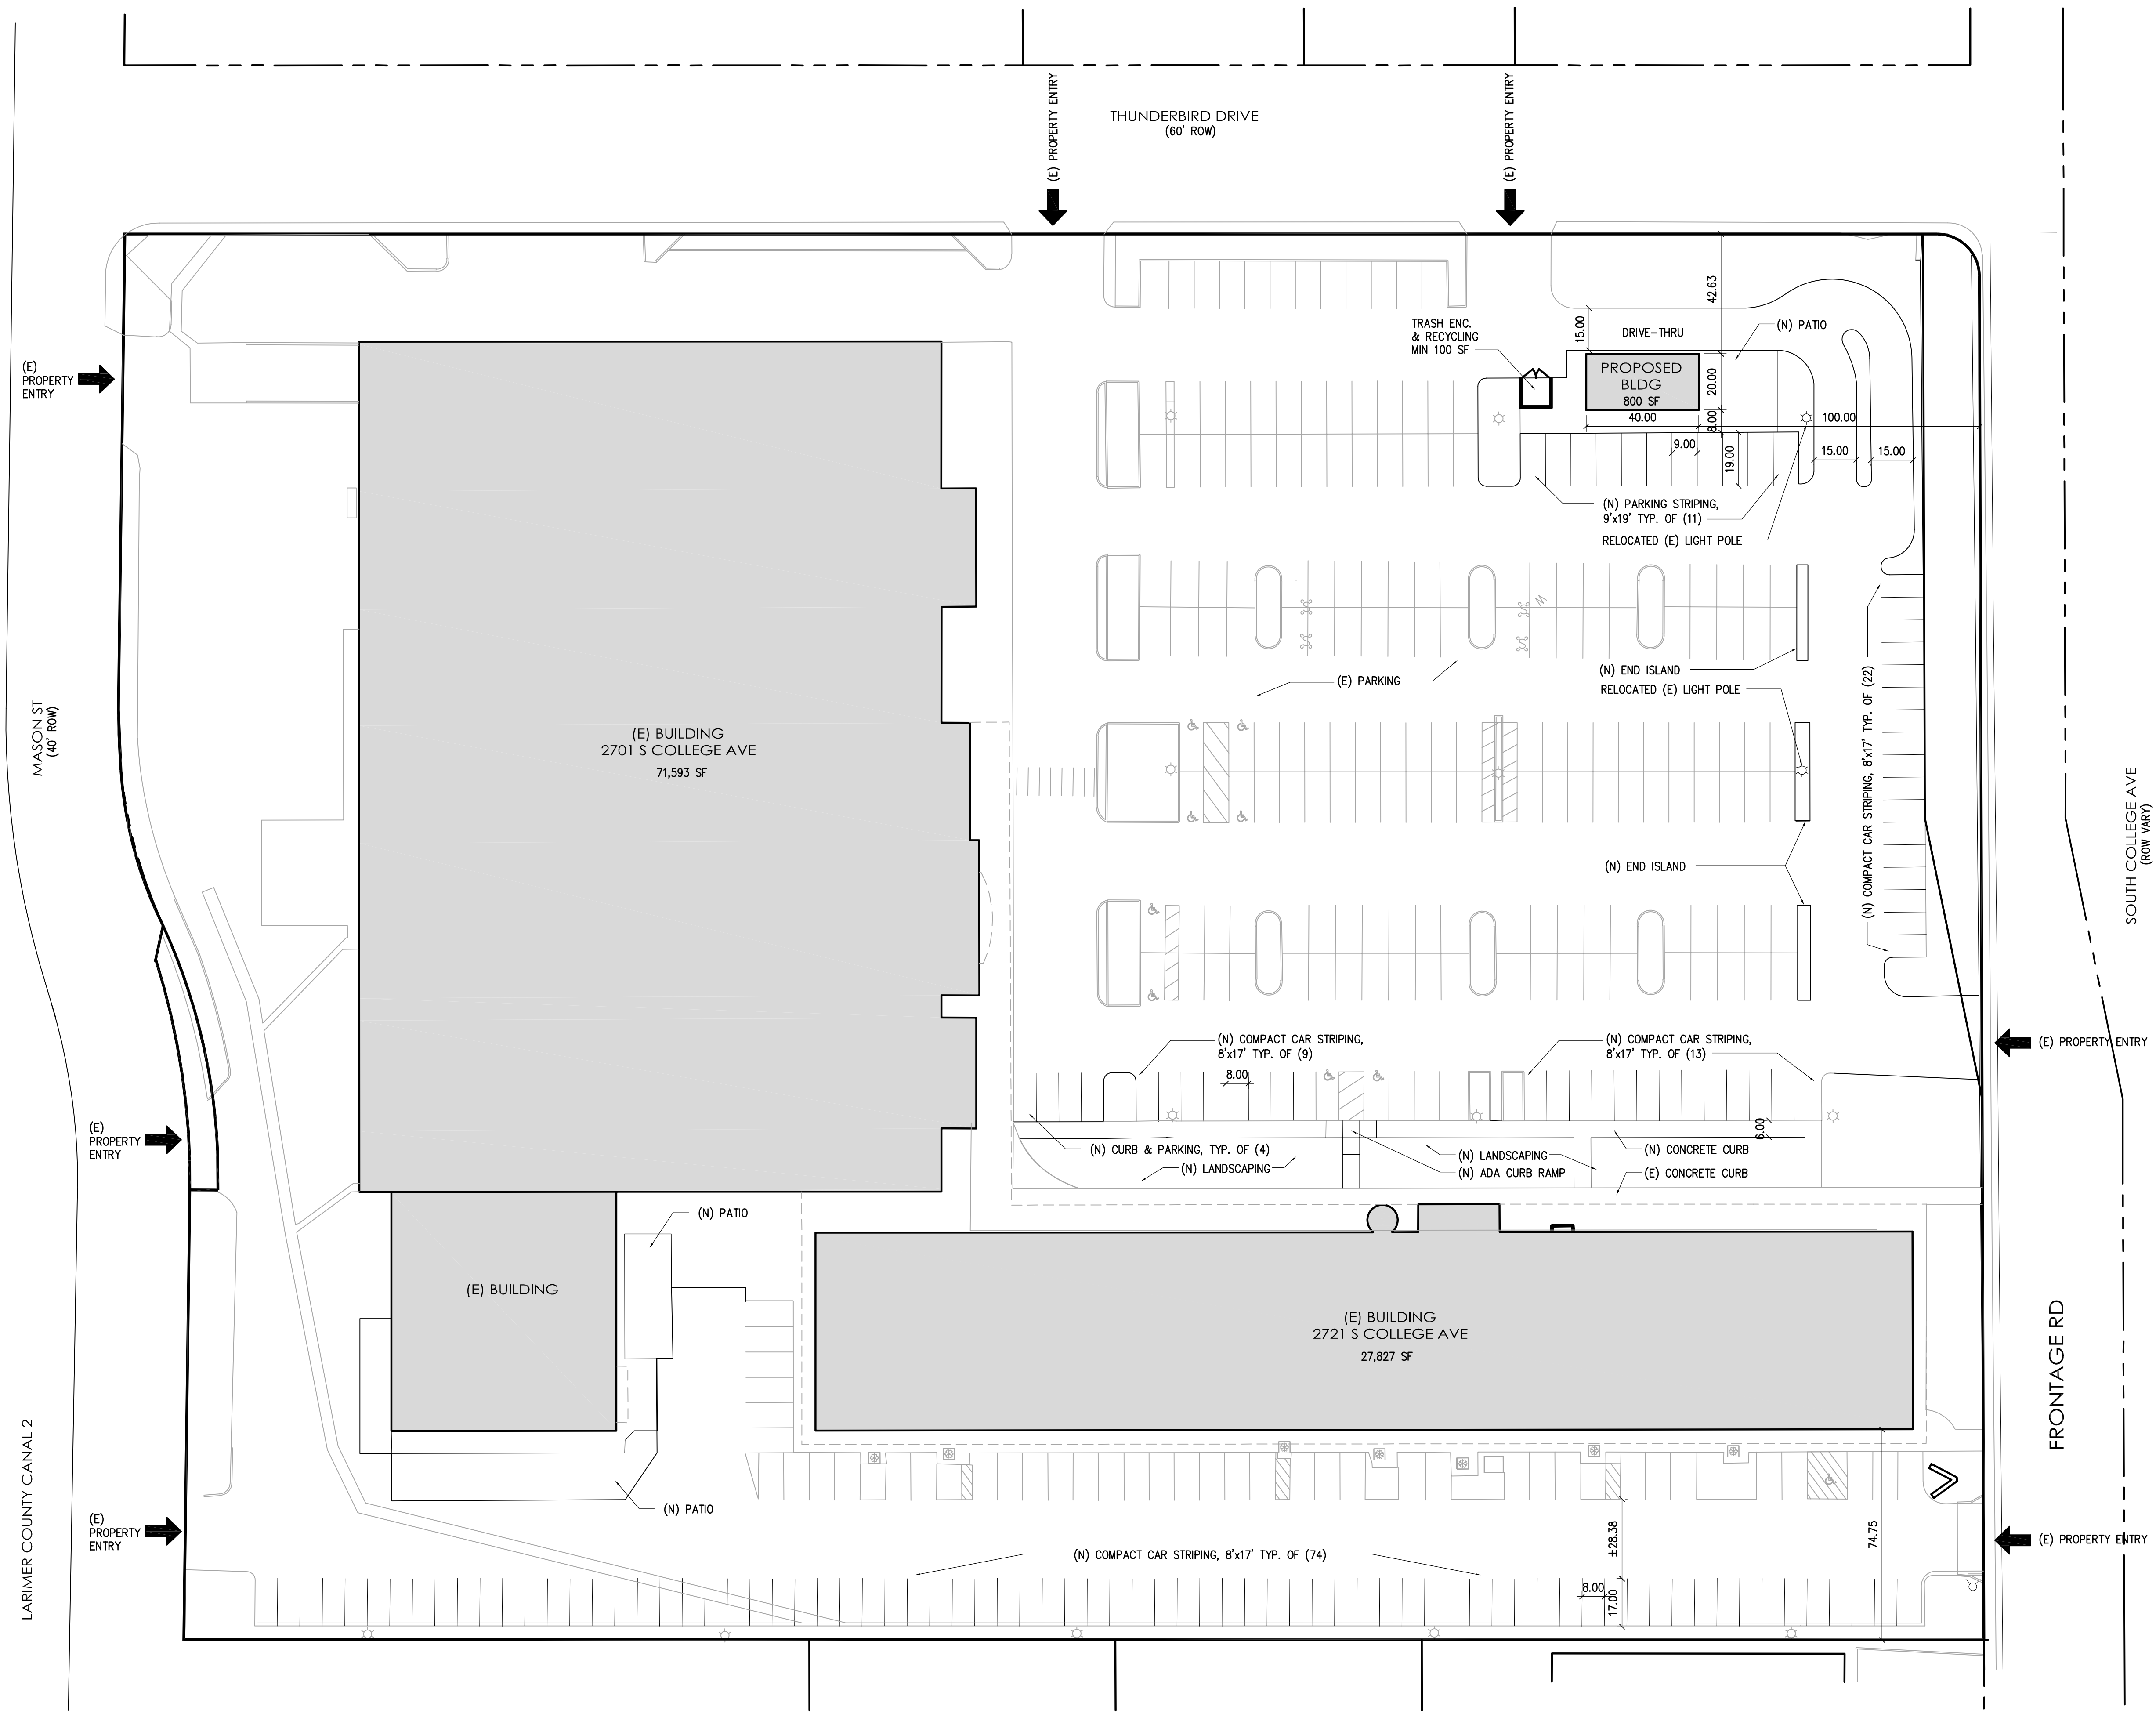 (E) PROPERTY ENTRY
(E) PROPERTY ENTRY
THUNDERBIRD DRIVE
(60' ROW)
(E)
PROPERTY
ENTRY
MASON ST
(40' ROW)
(E)
PROPERTY
ENTRY
(E)
PROPERTY
ENTRY
LARIMER COUNTY CANAL 2
42.63
15.00
DRIVE-THRU
(N) PATIO
TRASH ENC.
& RECYCLING
MIN 100 SF
PROPOSED
BLDG
800 SF
20.00
40.00
8.00
100.00
9.00
19.00
15.00
15.00
(N) PARKING STRIPING,
9'x19' TYP. OF (11)
RELOCATED (E) LIGHT POLE
(N) END ISLAND
(E) PARKING
RELOCATED (E) LIGHT POLE
(N) COMPACT CAR STRIPING, 8'x17' TYP. OF (22)
(E) BUILDING
2701 S COLLEGE AVE
71,593 SF
(N) END ISLAND
SOUTH COLLEGE AVE
(ROW VARY)
(N) COMPACT CAR STRIPING,
8'x17' TYP. OF (9)
8.00
(N) COMPACT CAR STRIPING,
8'x17' TYP. OF (13)
(E) PROPERTY ENTRY
6.00
(N) CURB & PARKING, TYP. OF (4)
(N) LANDSCAPING
(N) LANDSCAPING
(N) ADA CURB RAMP
(N) CONCRETE CURB
(E) CONCRETE CURB
(N) PATIO
(E) BUILDING
(E) BUILDING
2721 S COLLEGE AVE
27,827 SF
FRONTAGE RD
(N) PATIO
(N) COMPACT CAR STRIPING, 8'x17' TYP. OF (74)
±28.38
8.00
17.00
74.75
(E) PROPERTY ENTRY